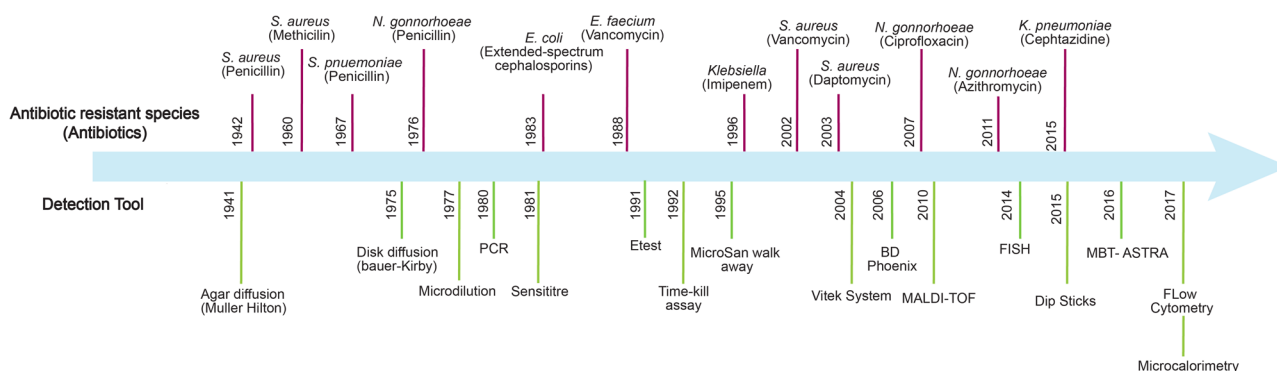 S. aureus
(Penicillin)
S. aureus
(Methicilin)
S. pnuemoniae
(Penicillin)
N. gonnorhoeae
(Penicillin)
E. coli
(Extended-spectrum
cephalosporins)
E. faecium
(Vancomycin)
Klebsiella
(Imipenem)
S. aureus
(Vancomycin)
S. aureus
(Daptomycin)
N. gonnorhoeae
(Ciprofloxacin)
N. gonnorhoeae
(Azithromycin)
K. pneumoniae
(Cephtazidine)
Antibiotic resistant species
(Antibiotics)
1942
1960
1967
1976
1983
1988
1996
2002
2003
2007
2011
2015
Detection Tool
1941
1975
1977
1980
1981
1991
1992
1995
2004
2006
2010
2014
2015
2016
2017
Agar diffusion
(Muller Hilton)
Disk diffusion
(bauer-Kirby)
Microdilution
PCR
Sensititre
Etest
Time-kill
assay
MicroSan walk
away
Vitek System
BD
Phoenix
MALDI-TOF
FISH
Dip Sticks
MBT- ASTRA
FLow
Cytometry
Microcalorimetry